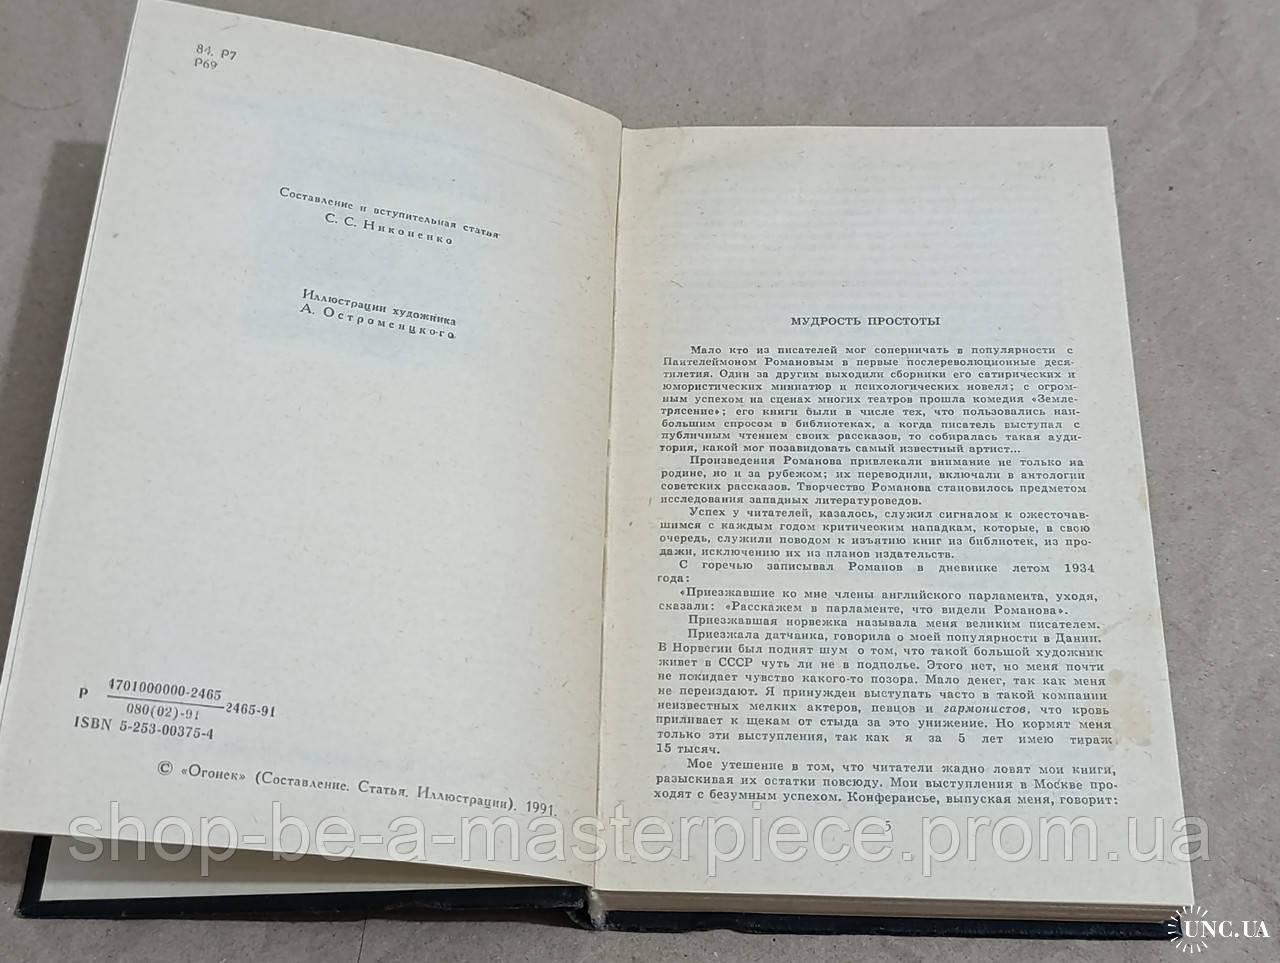 84. Р7
Р69
Составление и вступительная статья
С. С. Никоненко
Иллюстрации художника
А. Остроменцкого
Р 4701000000-2465
080(02)-91
2465-91
ISBN 5-253-00375-4
© «Огонек» (Составление. Статья. Иллюстрации). 1991.
МУДРОСТЬ ПРОСТОТЫ
Мало кто из писателей мог соперничать в популярности с
Пантелеймоном Романовым в первые послереволюционные деся-
тилетия. Один за другим выходили сборники его сатирических и
юмористических миниатюр и психологических новелл; с огром-
ным успехом на сценах многих театров прошла комедия «Земле-
трясение»; его книги были в числе тех, что пользовались наи-
большим спросом в библиотеках, а когда писатель выступал с
публичным чтением своих рассказов, то собиралась такая ауди-
тория, какой мог позавидовать самый известный артист...
Произведения Романова привлекали внимание не только на
родине, но и за рубежом; их переводили, включали в антологии
советских рассказов. Творчество Романова становилось предметом
исследования западных литературоведов.
Успех у читателей, казалось, служил сигналом к ожесточав-
шимся с каждым годом критическим нападкам, которые, в свою
очередь, служили поводом к изъятию книг из библиотек, из про-
дажи, исключению их из планов издательств.
С горечью записывал Романов в дневнике летом 1934
года:
«Приезжавшие ко мне члены английского парламента, уходя,
сказали: «Расскажем в парламенте, что видели Романова».
Приезжавшая норвежка называла меня великим писателем.
Приезжала датчанка, говорила о моей популярности в Дании.
В Норвегии был поднят шум о том, что такой большой художник
живет в СССР чуть ли не в подполье. Этого нет, но меня почти
не покидает чувство какого-то позора. Мало денег, так как меня
не переиздают. Я принужден выступать часто в такой компании
неизвестных мелких актеров, певцов и гармонистов, что кровь
приливает к щекам от стыда за это унижение. Но кормят меня
только эти выступления, так как я за 5 лет имею тираж
15 тысяч.
Мое утешение в том, что читатели жадно ловят мои книги,
разыскивая их остатки повсюду. Мои выступления в Москве про-
ходят с безумным успехом. Конферансье, выпуская меня, говорит:
5
shop-be-a-masterpiece.prom.ua
UNC.UA